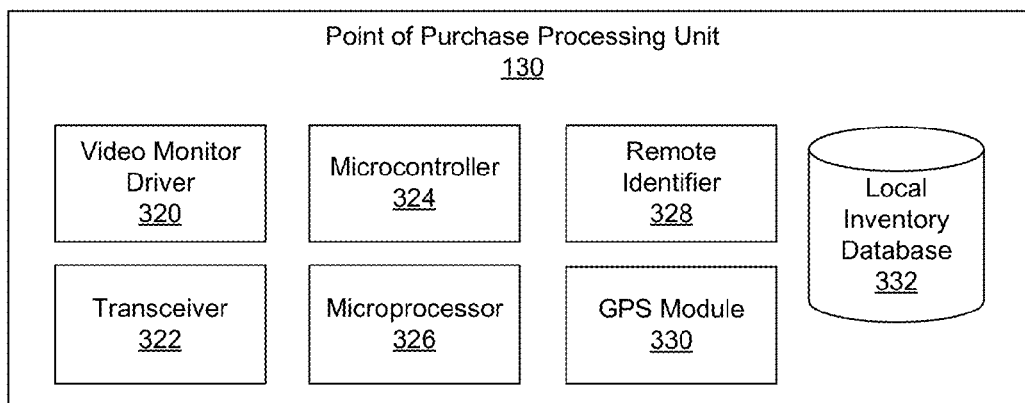 Point of Purchase Processing Unit
130
Video Monitor
Driver
320
Microcontroller
324
Remote
Identifier
328
Local
Inventory
Database
332
Transceiver
322
Microprocessor
326
GPS Module
330